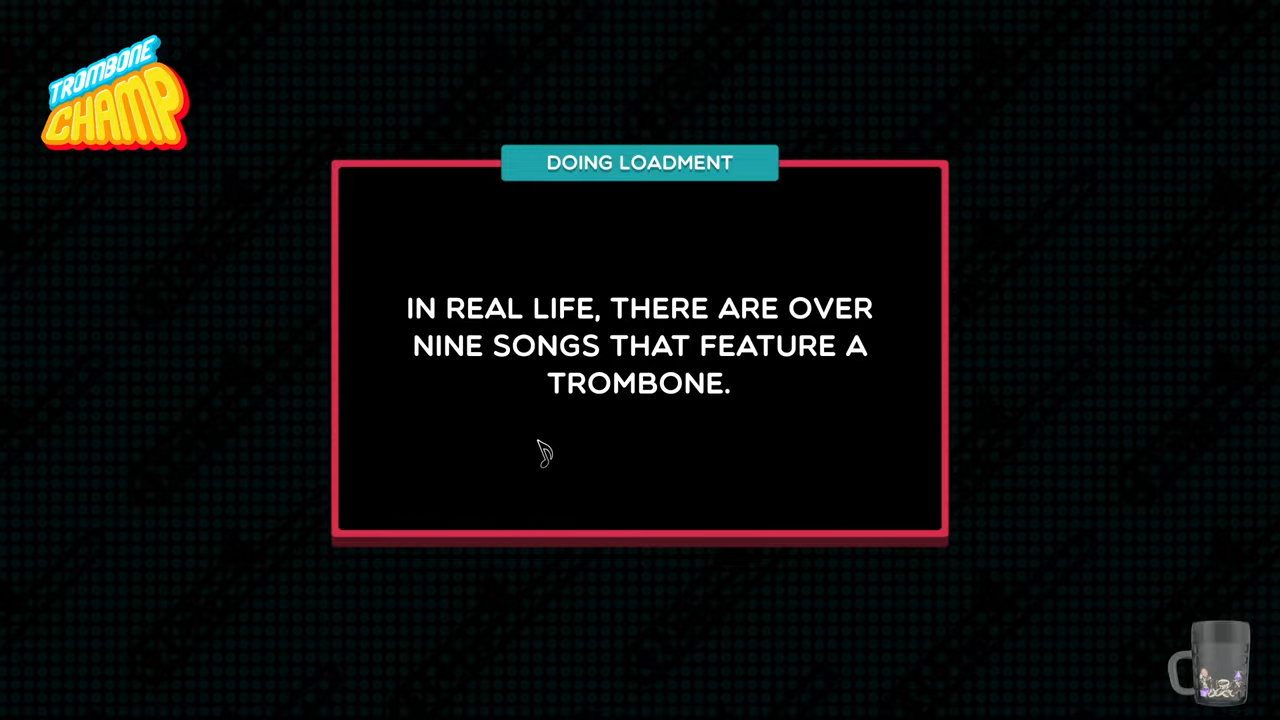 TROMBONE
CHAMP
DOING LOADMENT
IN REAL LIFE, THERE ARE OVER
NINE SONGS THAT FEATURE A
TROMBONE.